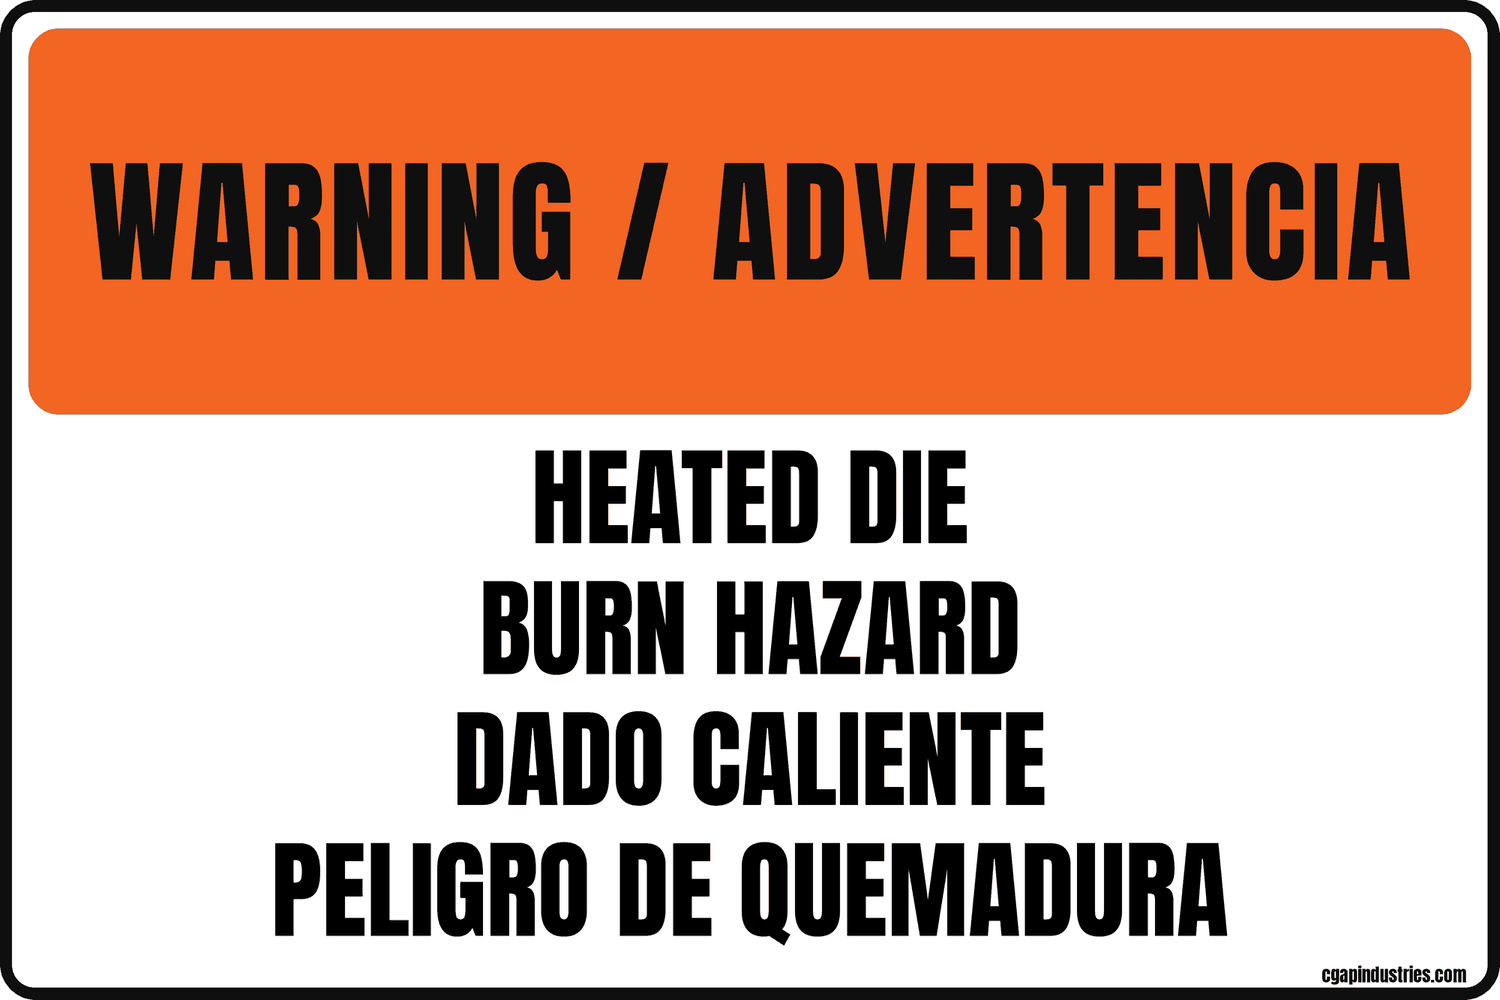 WARNING / ADVERTENCIA
HEATED DIE
BURN HAZARD
DADO CALIENTE
PELIGRO DE QUEMADURA
cgapindustries.com